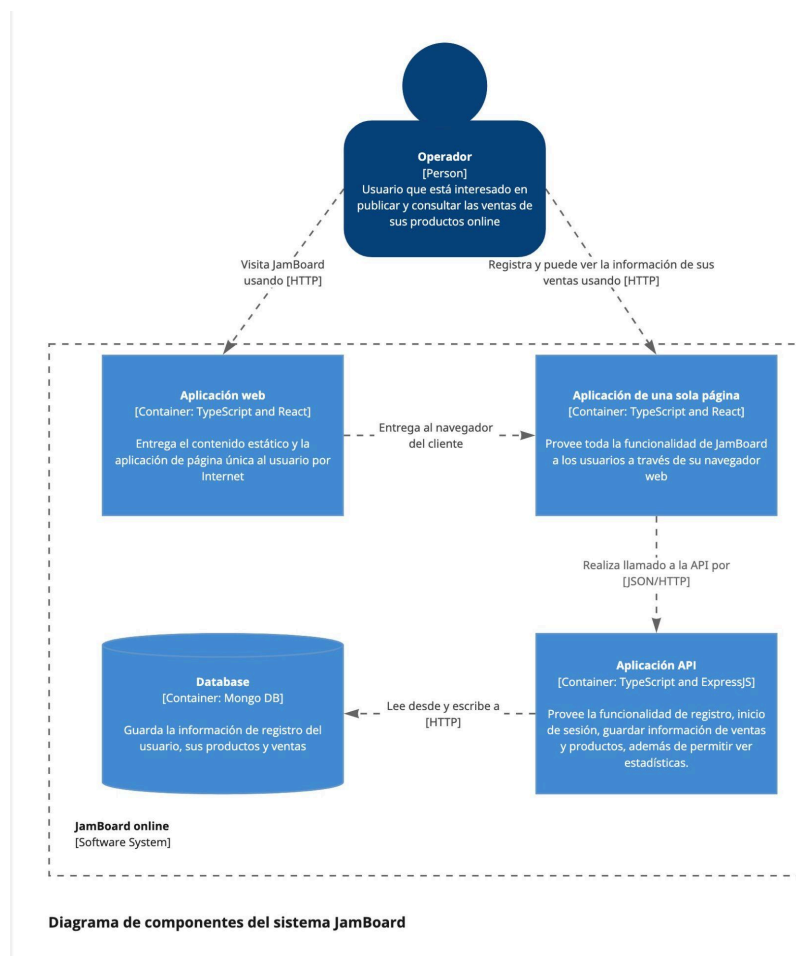 Operador
[Person]
Usuario que está interesado en
publicar y consultar las ventas de
sus productos online
Visita JamBoard
usando [HTTP]
Registra y puede ver la información de sus
ventas usando [HTTP]
Aplicación web
[Container: TypeScript and React]
Entrega el contenido estático y la
aplicación de página única al usuario por
Internet
Entrega al navegador
del cliente
Aplicación de una sola página
[Container: TypeScript and React]
Provee toda la funcionalidad de JamBoard
a los usuarios a través de su navegador
web
Realiza llamado a la API por
[JSON/HTTP]
Database
[Container: Mongo DB]
Guarda la información de registro del
usuario, sus productos y ventas
Lee desde y escribe a
[HTTP]
Aplicación API
[Container: TypeScript and ExpressJS]
Provee la funcionalidad de registro, inicio
de sesión, guardar información de ventas
y productos, además de permitir ver
estadísticas.
JamBoard online
[Software System]
Diagrama de componentes del sistema JamBoard